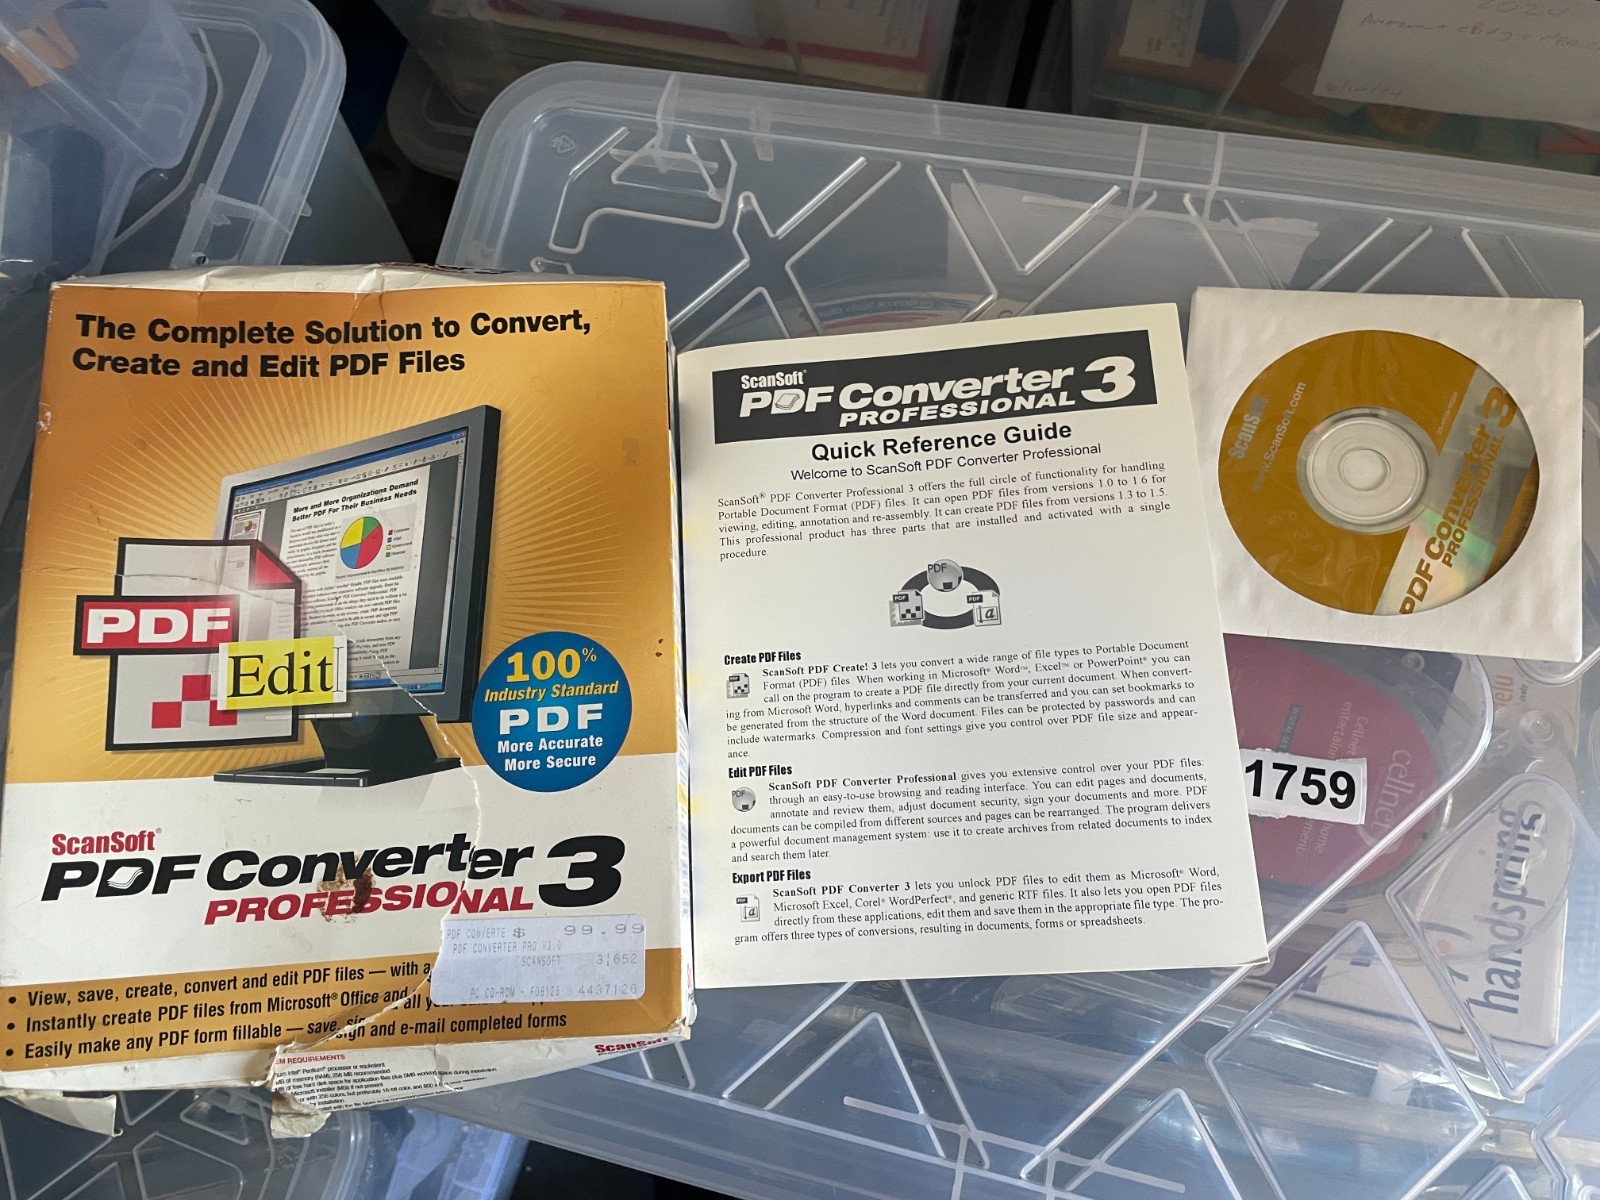 2024
The Complete Solution to Convert,
Create and Edit PDF Files
More and More Organizations Demand
Better PDF For Their Business Needs
PDF
Edit
100%
Industry Standard
PDF
More Accurate
More Secure
ScanSoft®
PDF Converter 3
PROFESSIONAL
PDF CONVERTE $ 99.99
PDF CONVERTER PRO V3.0
SCANSOFT 31652
PC CD-ROM - F08128 4437126
• View, save, create, convert and edit PDF files — with a
• Instantly create PDF files from Microsoft® Office and all
• Easily make any PDF form fillable — save, sign and e-mail completed forms
ScanSoft
EM REQUIREMENTS
ScanSoft®
PDF Converter 3
PROFESSIONAL
Quick Reference Guide
Welcome to ScanSoft PDF Converter Professional
ScanSoft® PDF Converter Professional 3 offers the full circle of functionality for handling
Portable Document Format (PDF) files. It can open PDF files from versions 1.0 to 1.6 for
viewing, editing, annotation and re-assembly. It can create PDF files from versions 1.3 to 1.5.
This professional product has three parts that are installed and activated with a single
procedure.
PDF
PDF
PDF
Create PDF Files
ScanSoft PDF Create! 3 lets you convert a wide range of file types to Portable Document
Format (PDF) files. When working in Microsoft® Word™, Excel™ or PowerPoint® you can
call on the program to create a PDF file directly from your current document. When convert-
ing from Microsoft Word, hyperlinks and comments can be transferred and you can set bookmarks to
be generated from the structure of the Word document. Files can be protected by passwords and can
include watermarks. Compression and font settings give you control over PDF file size and appear-
ance.
Edit PDF Files
PDF
ScanSoft PDF Converter Professional gives you extensive control over your PDF files:
through an easy-to-use browsing and reading interface. You can edit pages and documents,
annotate and review them, adjust document security, sign your documents and more. PDF
documents can be compiled from different sources and pages can be rearranged. The program delivers
a powerful document management system: use it to create archives from related documents to index
and search them later.
Export PDF Files
ScanSoft PDF Converter 3 lets you unlock PDF files to edit them as Microsoft® Word,
Microsoft Excel, Corel® WordPerfect®, and generic RTF files. It also lets you open PDF files
directly from these applications, edit them and save them in the appropriate file type. The pro-
gram offers three types of conversions, resulting in documents, forms or spreadsheets.
ScanSoft
www.ScanSoft.com
PDF Converter 3
PROFESSIONAL
1759
cellnet
handspring